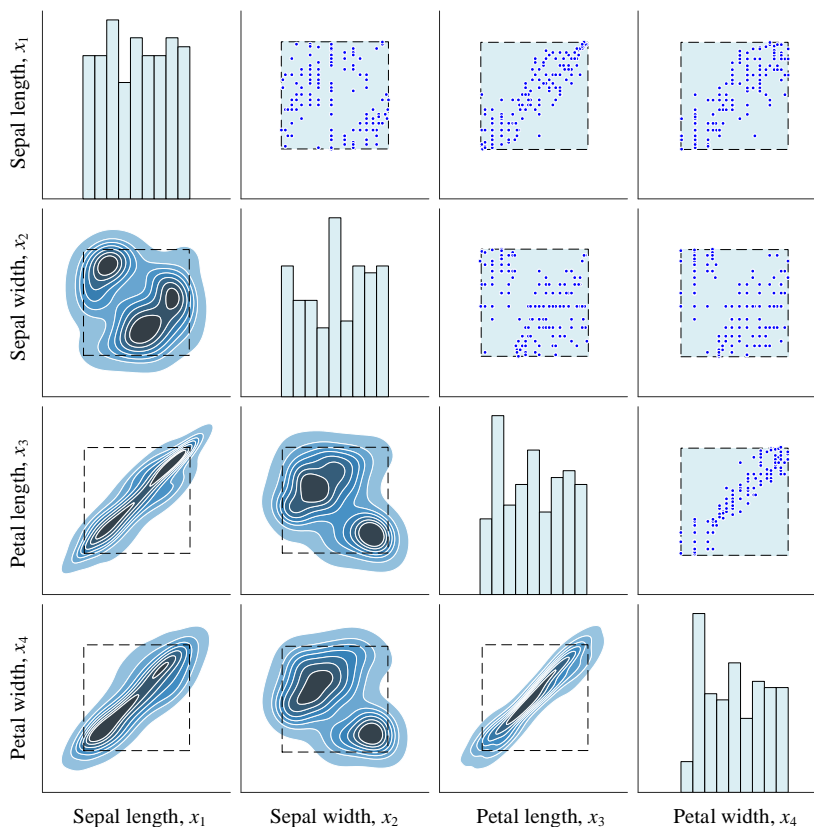 Sepal length, x1
Sepal width, x2
Petal length, x3
Petal width, x4
Sepal length, x1
Sepal width, x2
Petal length, x3
Petal width, x4